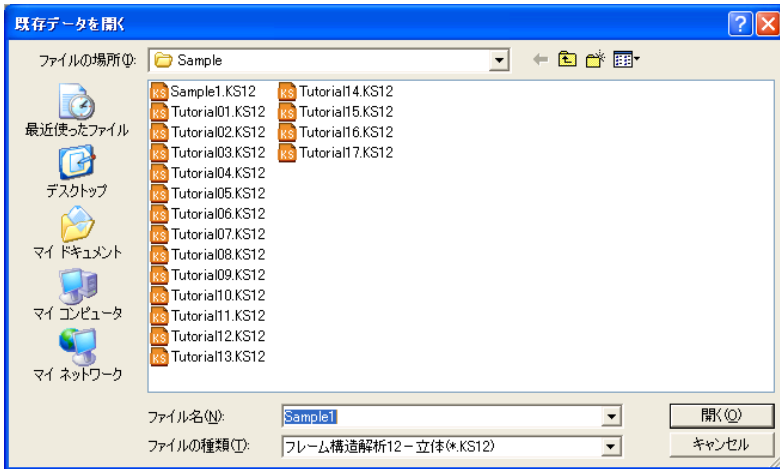 既存データを開く
ファイルの場所(I):
Sample
最近使ったファイル
デスクトップ
マイ ドキュメント
マイ コンピュータ
マイ ネットワーク
Sample1.KS12
Tutorial01.KS12
Tutorial02.KS12
Tutorial03.KS12
Tutorial04.KS12
Tutorial05.KS12
Tutorial06.KS12
Tutorial07.KS12
Tutorial08.KS12
Tutorial09.KS12
Tutorial10.KS12
Tutorial11.KS12
Tutorial12.KS12
Tutorial13.KS12
Tutorial14.KS12
Tutorial15.KS12
Tutorial16.KS12
Tutorial17.KS12
ファイル名(N):
Sample1
開く(O)
ファイルの種類(T):
フレーム構造解析12－立体(*.KS12)
キャンセル